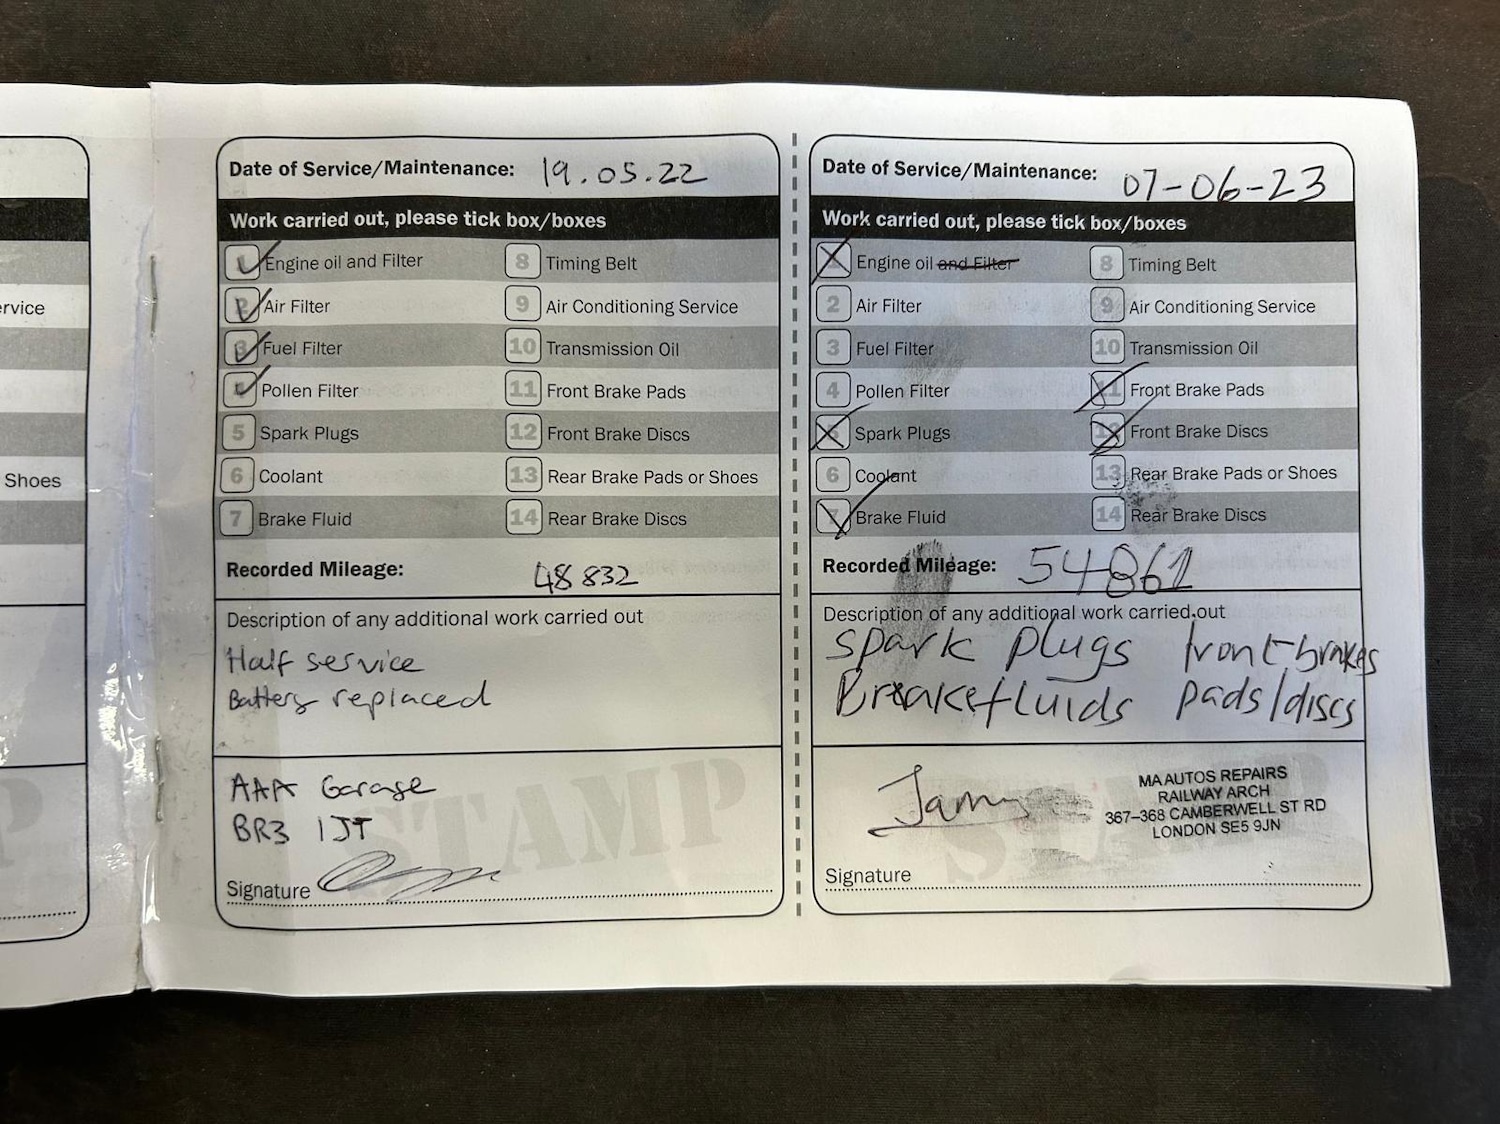 ervice
Shoes
Date of Service/Maintenance: 19.05.22
Work carried out, please tick box/boxes
1 Engine oil and Filter
2 Air Filter
3 Fuel Filter
4 Pollen Filter
5 Spark Plugs
6 Coolant
7 Brake Fluid
8 Timing Belt
9 Air Conditioning Service
10 Transmission Oil
11 Front Brake Pads
12 Front Brake Discs
13 Rear Brake Pads or Shoes
14 Rear Brake Discs
Recorded Mileage: 48832
Description of any additional work carried out
Half service
Battery replaced
AAA Garage
BR3 1JT
STAMP
Signature
Date of Service/Maintenance: 07-06-23
Work carried out, please tick box/boxes
1 Engine oil and Filter
2 Air Filter
3 Fuel Filter
4 Pollen Filter
5 Spark Plugs
6 Coolant
7 Brake Fluid
8 Timing Belt
9 Air Conditioning Service
10 Transmission Oil
11 Front Brake Pads
12 Front Brake Discs
13 Rear Brake Pads or Shoes
14 Rear Brake Discs
Recorded Mileage: 54861
Description of any additional work carried out
spark plugs front brakes
Breakefluids pads/discs
MA AUTOS REPAIRS
RAILWAY ARCH
367–368 CAMBERWELL ST RD
LONDON SE5 9JN
STAMP
Signature